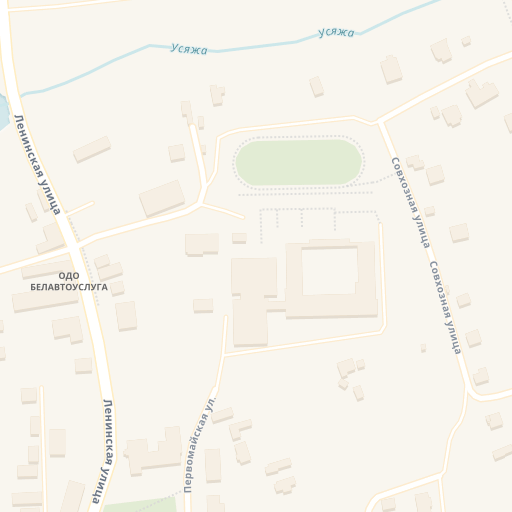 Усяжа
Усяжа
Ленинская улица
Совхозная улица
Совхозная улица
ОДО
БЕЛАВТОУСЛУГА
Ленинская улица
Первомайская ул.